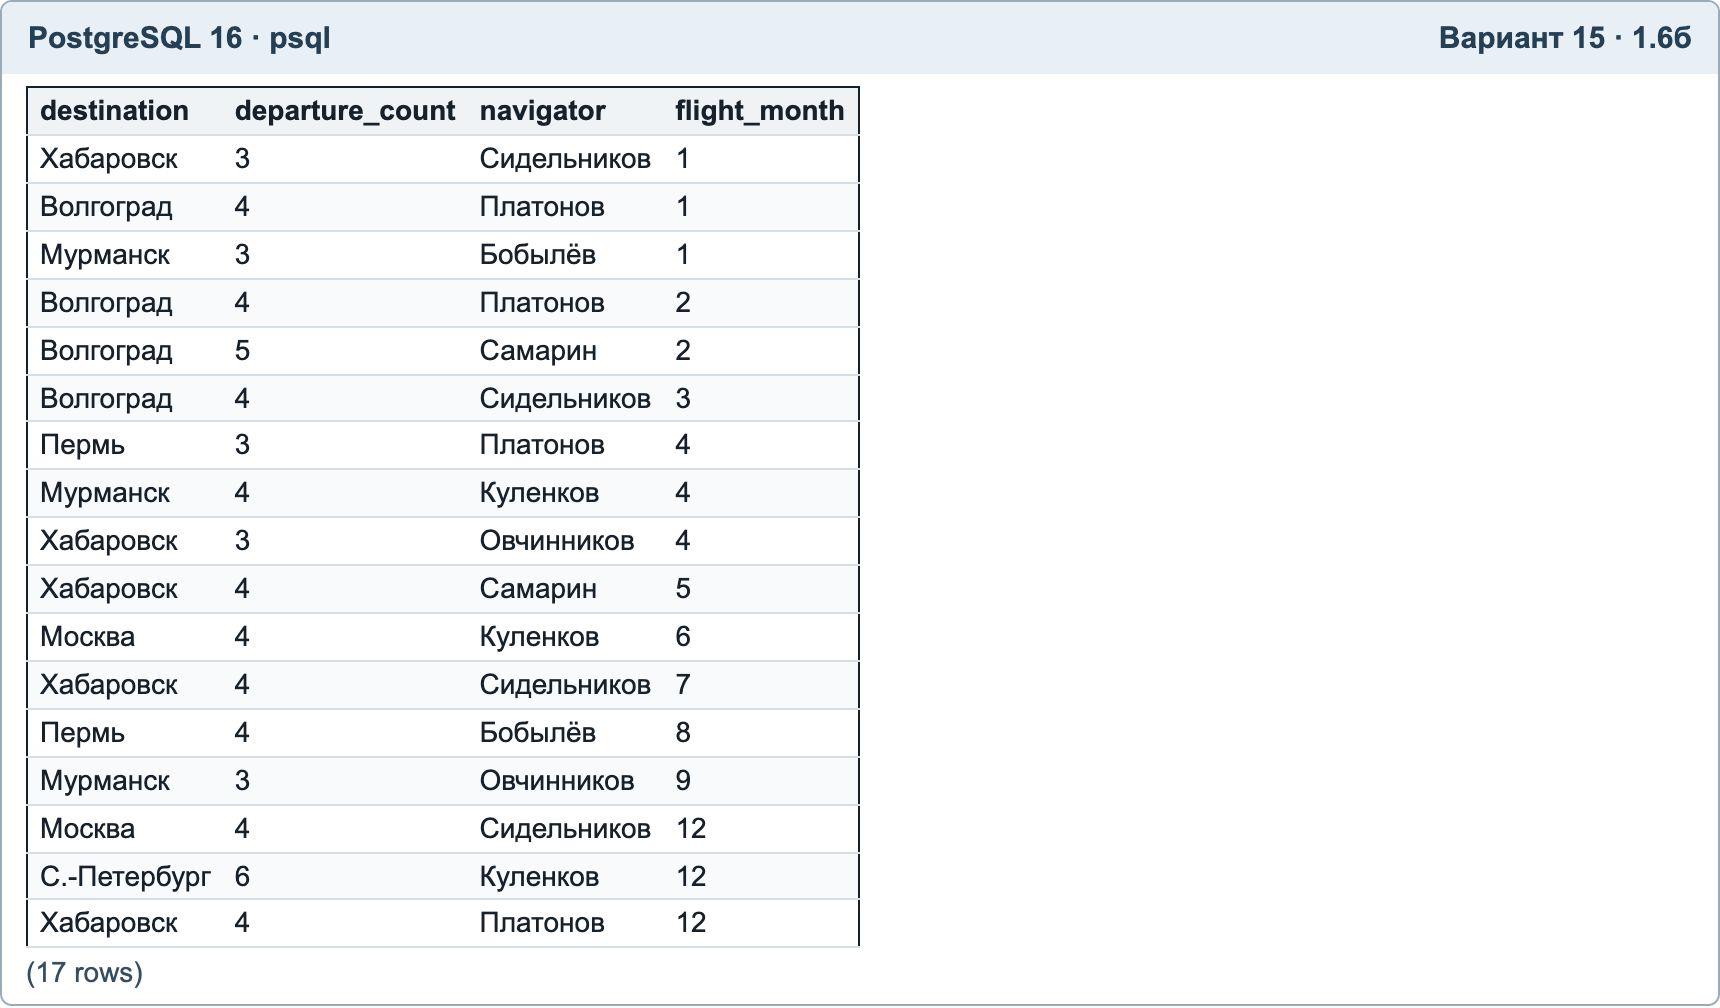 PostgreSQL 16 · psql Вариант 15 · 1.6б
destination departure_count navigator flight_month
Хабаровск 3 Сидельников 1
Волгоград 4 Платонов 1
Мурманск 3 Бобылёв 1
Волгоград 4 Платонов 2
Волгоград 5 Самарин 2
Волгоград 4 Сидельников 3
Пермь 3 Платонов 4
Мурманск 4 Куленков 4
Хабаровск 3 Овчинников 4
Хабаровск 4 Самарин 5
Москва 4 Куленков 6
Хабаровск 4 Сидельников 7
Пермь 4 Бобылёв 8
Мурманск 3 Овчинников 9
Москва 4 Сидельников 12
С.-Петербург 6 Куленков 12
Хабаровск 4 Платонов 12
(17 rows)